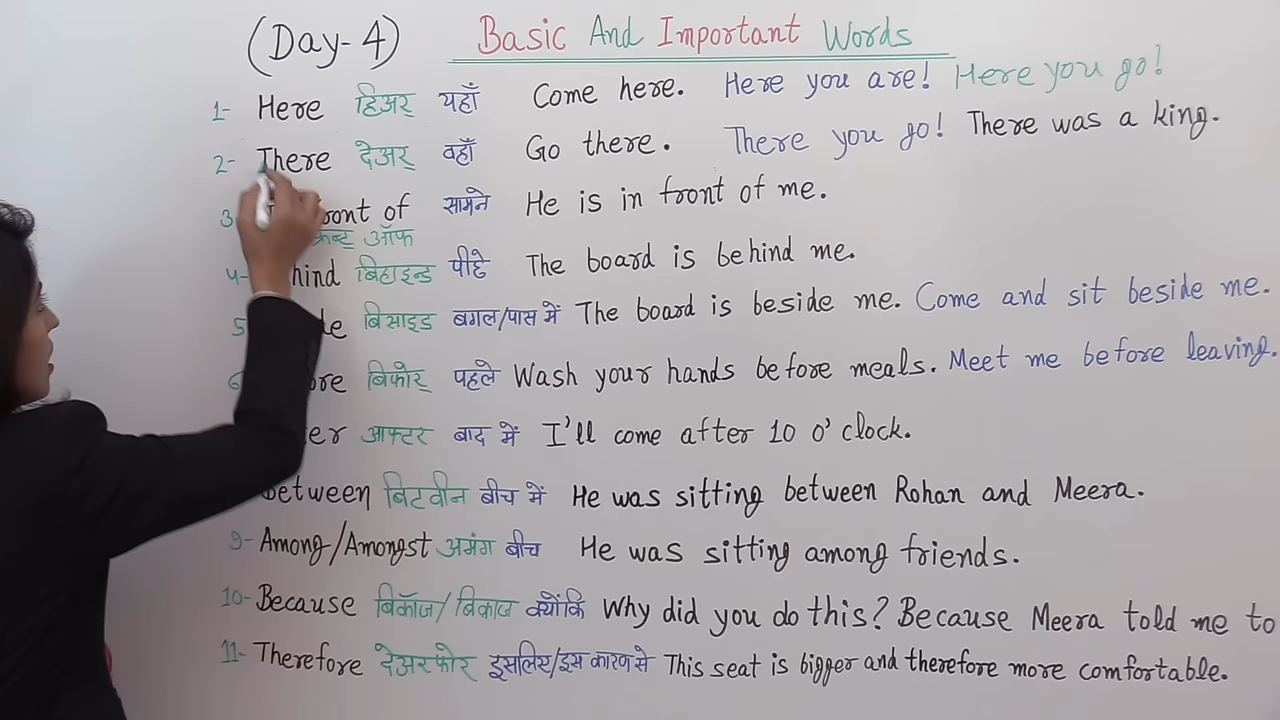 (Day-4) Basic And Important Words
1- Here हिअर् यहाँ Come here. Here you are! Here you go!
2- There देअर् वहाँ Go there. There you go! There was a king.
3 ront of सामने He is in front of me.
फ्रन्ट् ऑफ
4- hind बिहाइन्ड पीछे The board is behind me.
5 de बिसाइड बगल/पास में The board is beside me. Come and sit beside me.
6 ore बिफोर् पहले Wash your hands before meals. Meet me before leaving.
er आफ्टर बाद में I'll come after 10 o'clock.
Between बिटवीन बीच में He was sitting between Rohan and Meera.
9- Among/Amongst अमंग बीच He was sitting among friends.
10- Because बिकॉज/बिकाज क्योंकि Why did you do this? Because Meera told me to
11- Therefore देअरफोर् इसलिए/इस कारण से This seat is bigger and therefore more comfortable.